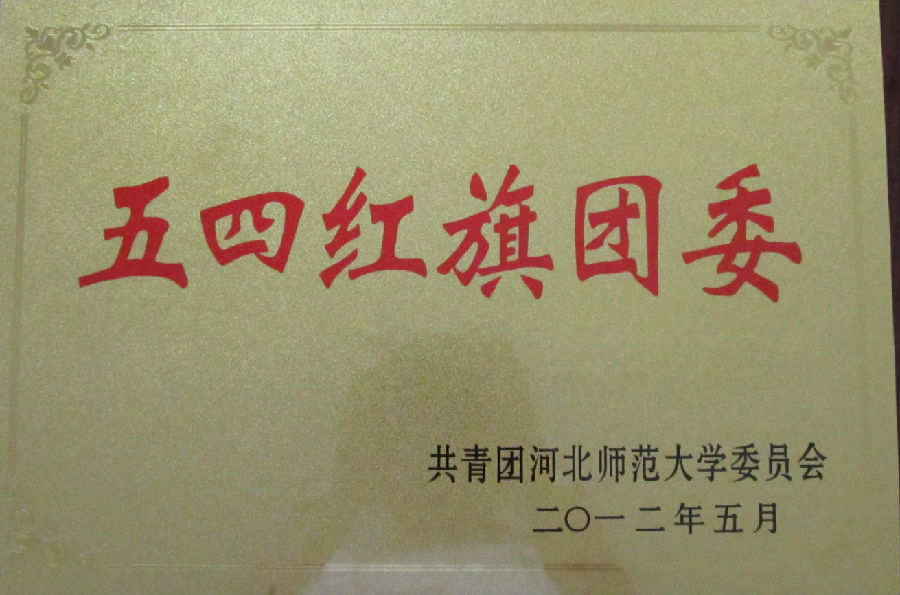 五四红旗团委
共青团河北师范大学委员会
二〇一二年五月